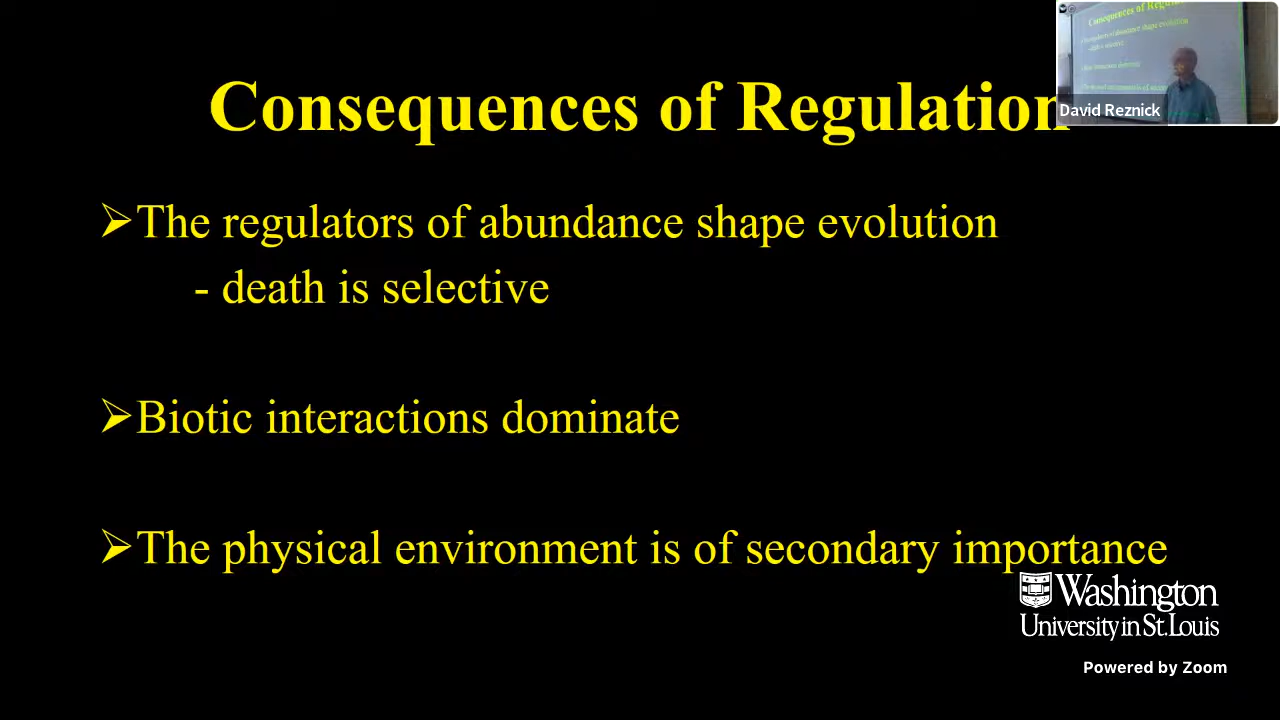 Consequences of Regulation
➢The regulators of abundance shape evolution
- death is selective
➢Biotic interactions dominate
➢The physical environment is of secondary importance
David Reznick
Washington
University in St. Louis
Powered by Zoom